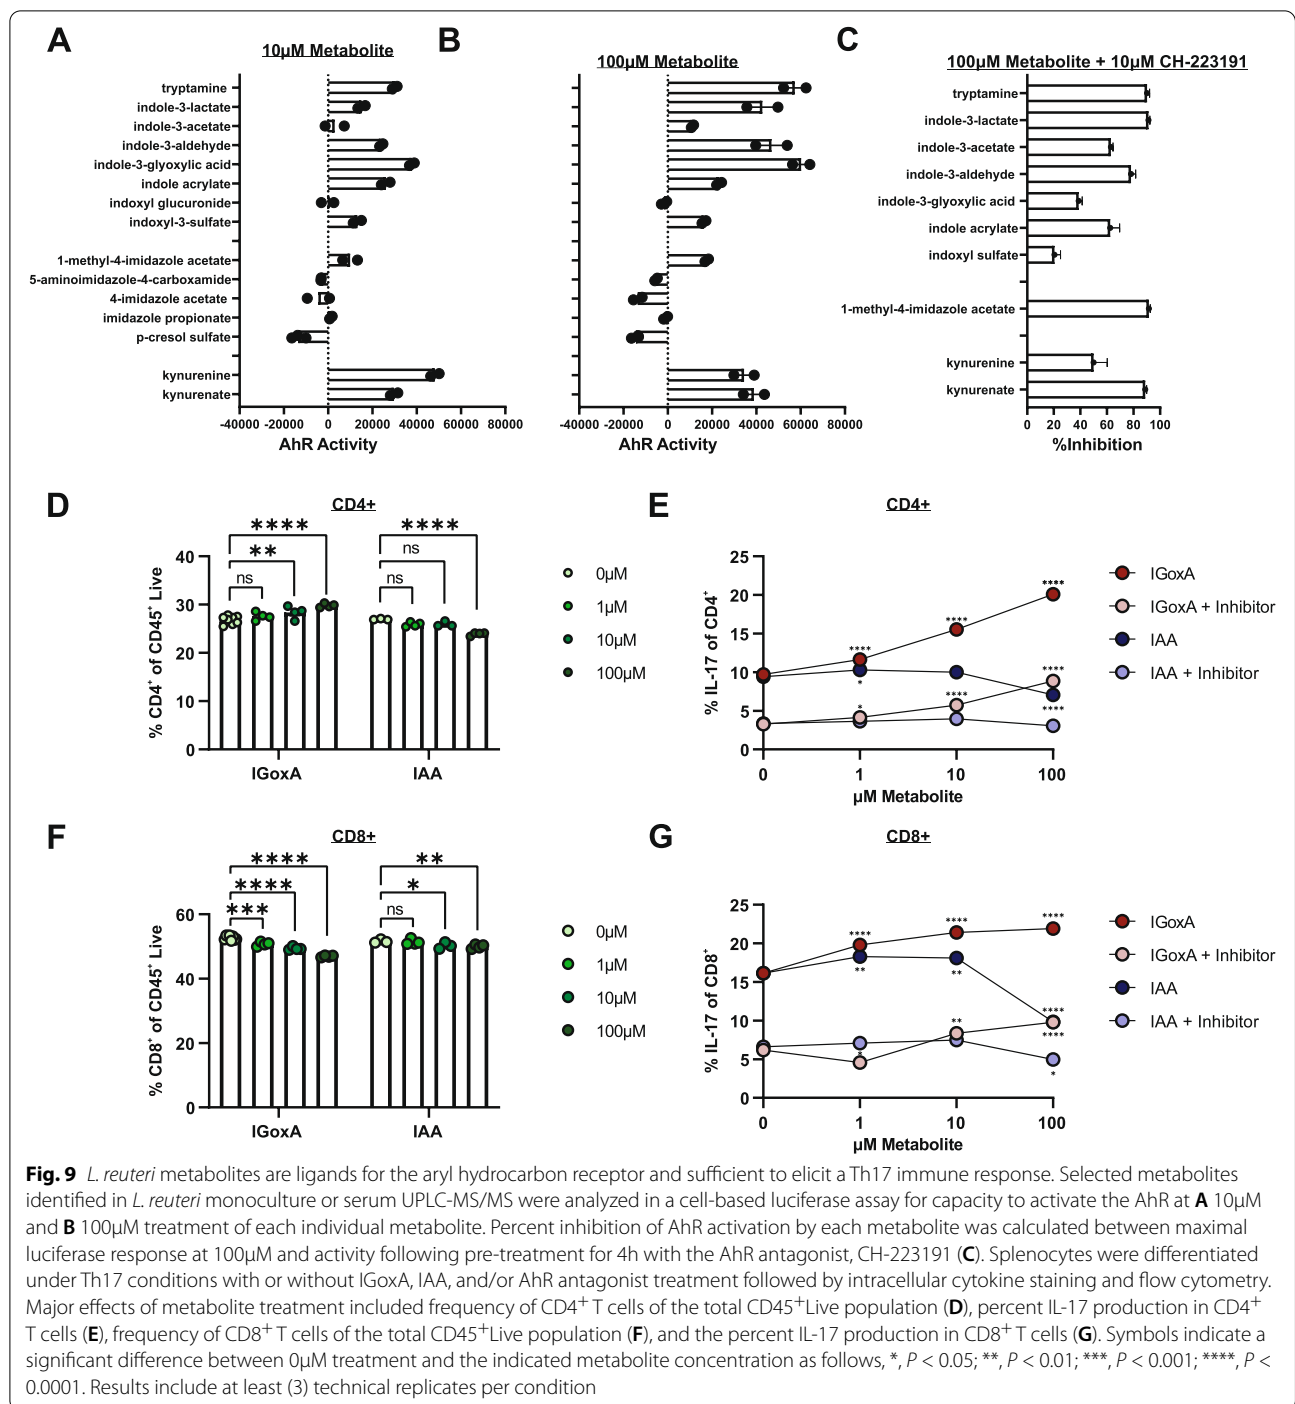 A
10µM Metabolite
tryptamine
indole-3-lactate
indole-3-acetate
indole-3-aldehyde
indole-3-glyoxylic acid
indole acrylate
indoxyl glucuronide
indoxyl-3-sulfate
1-methyl-4-imidazole acetate
5-aminoimidazole-4-carboxamide
4-imidazole acetate
imidazole propionate
p-cresol sulfate
kynurenine
kynurenate
-40000 -20000 0 20000 40000 60000 80000
AhR Activity
B
100µM Metabolite
-40000 -20000 0 20000 40000 60000 80000
AhR Activity
C
100µM Metabolite + 10µM CH-223191
tryptamine
indole-3-lactate
indole-3-acetate
indole-3-aldehyde
indole-3-glyoxylic acid
indole acrylate
indoxyl sulfate
1-methyl-4-imidazole acetate
kynurenine
kynurenate
0 20 40 60 80 100
%Inhibition
D
CD4+
**** ****
** ns
ns ns
40
30
20
10
0
% CD4⁺ of CD45⁺ Live
IGoxA IAA
0µM
1µM
10µM
100µM
E
CD4+
25
20
15
10
5
0
% IL-17 of CD4⁺
****
****
****
*
*
****
****
****
0 1 10 100
µM Metabolite
IGoxA
IGoxA + Inhibitor
IAA
IAA + Inhibitor
F
CD8+
**** **
**** *
*** ns
60
40
20
0
% CD8⁺ of CD45⁺ Live
IGoxA IAA
0µM
1µM
10µM
100µM
G
CD8+
25
20
15
10
5
0
% IL-17 of CD8⁺
****
****
****
**
**
*
**
****
****
*
0 1 10 100
µM Metabolite
IGoxA
IGoxA + Inhibitor
IAA
IAA + Inhibitor
Fig. 9 L. reuteri metabolites are ligands for the aryl hydrocarbon receptor and sufficient to elicit a Th17 immune response. Selected metabolites
identified in L. reuteri monoculture or serum UPLC-MS/MS were analyzed in a cell-based luciferase assay for capacity to activate the AhR at A 10µM
and B 100µM treatment of each individual metabolite. Percent inhibition of AhR activation by each metabolite was calculated between maximal
luciferase response at 100µM and activity following pre-treatment for 4h with the AhR antagonist, CH-223191 (C). Splenocytes were differentiated
under Th17 conditions with or without IGoxA, IAA, and/or AhR antagonist treatment followed by intracellular cytokine staining and flow cytometry.
Major effects of metabolite treatment included frequency of CD4⁺ T cells of the total CD45⁺Live population (D), percent IL-17 production in CD4⁺
T cells (E), frequency of CD8⁺ T cells of the total CD45⁺Live population (F), and the percent IL-17 production in CD8⁺ T cells (G). Symbols indicate a
significant difference between 0µM treatment and the indicated metabolite concentration as follows, *, P < 0.05; **, P < 0.01; ***, P < 0.001; ****, P <
0.0001. Results include at least (3) technical replicates per condition